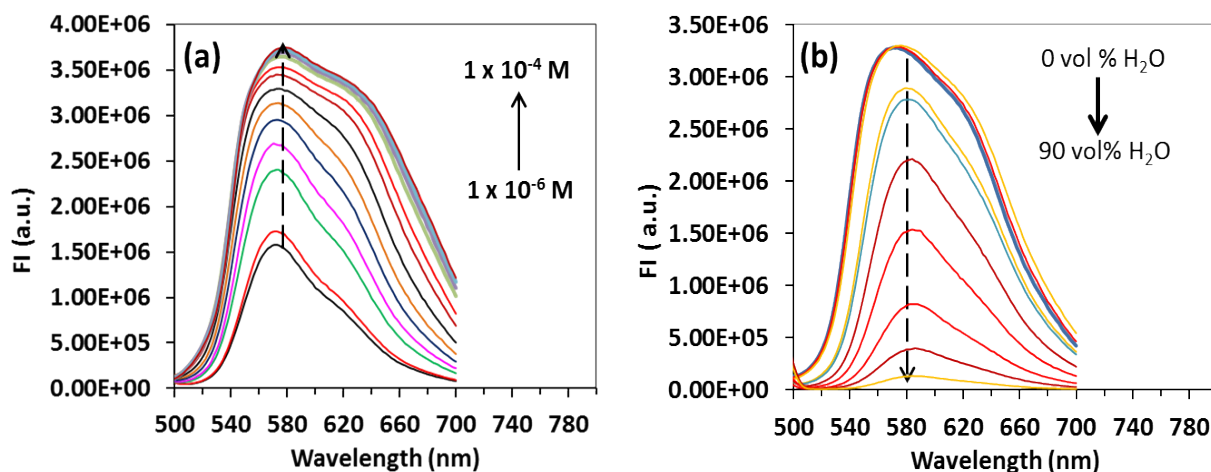 (a)
1 x 10⁻⁴ M
1 x 10⁻⁶ M
FI (a.u.)
4.00E+06
3.50E+06
3.00E+06
2.50E+06
2.00E+06
1.50E+06
1.00E+06
5.00E+05
0.00E+00
500 540 580 620 660 700 740 780
Wavelength (nm)
(b)
0 vol % H₂O
90 vol% H₂O
FI ( a.u.)
3.50E+06
3.00E+06
2.50E+06
2.00E+06
1.50E+06
1.00E+06
5.00E+05
0.00E+00
500 540 580 620 660 700 740 780
Wavelength (nm)